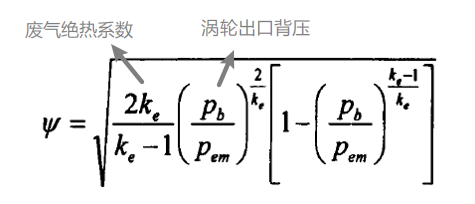 废气绝热系数
涡轮出口背压
ψ = √(2kₑ/(kₑ−1) (p_b/p_em)^(2/kₑ) [1−(p_b/p_em)^((kₑ−1)/kₑ)])